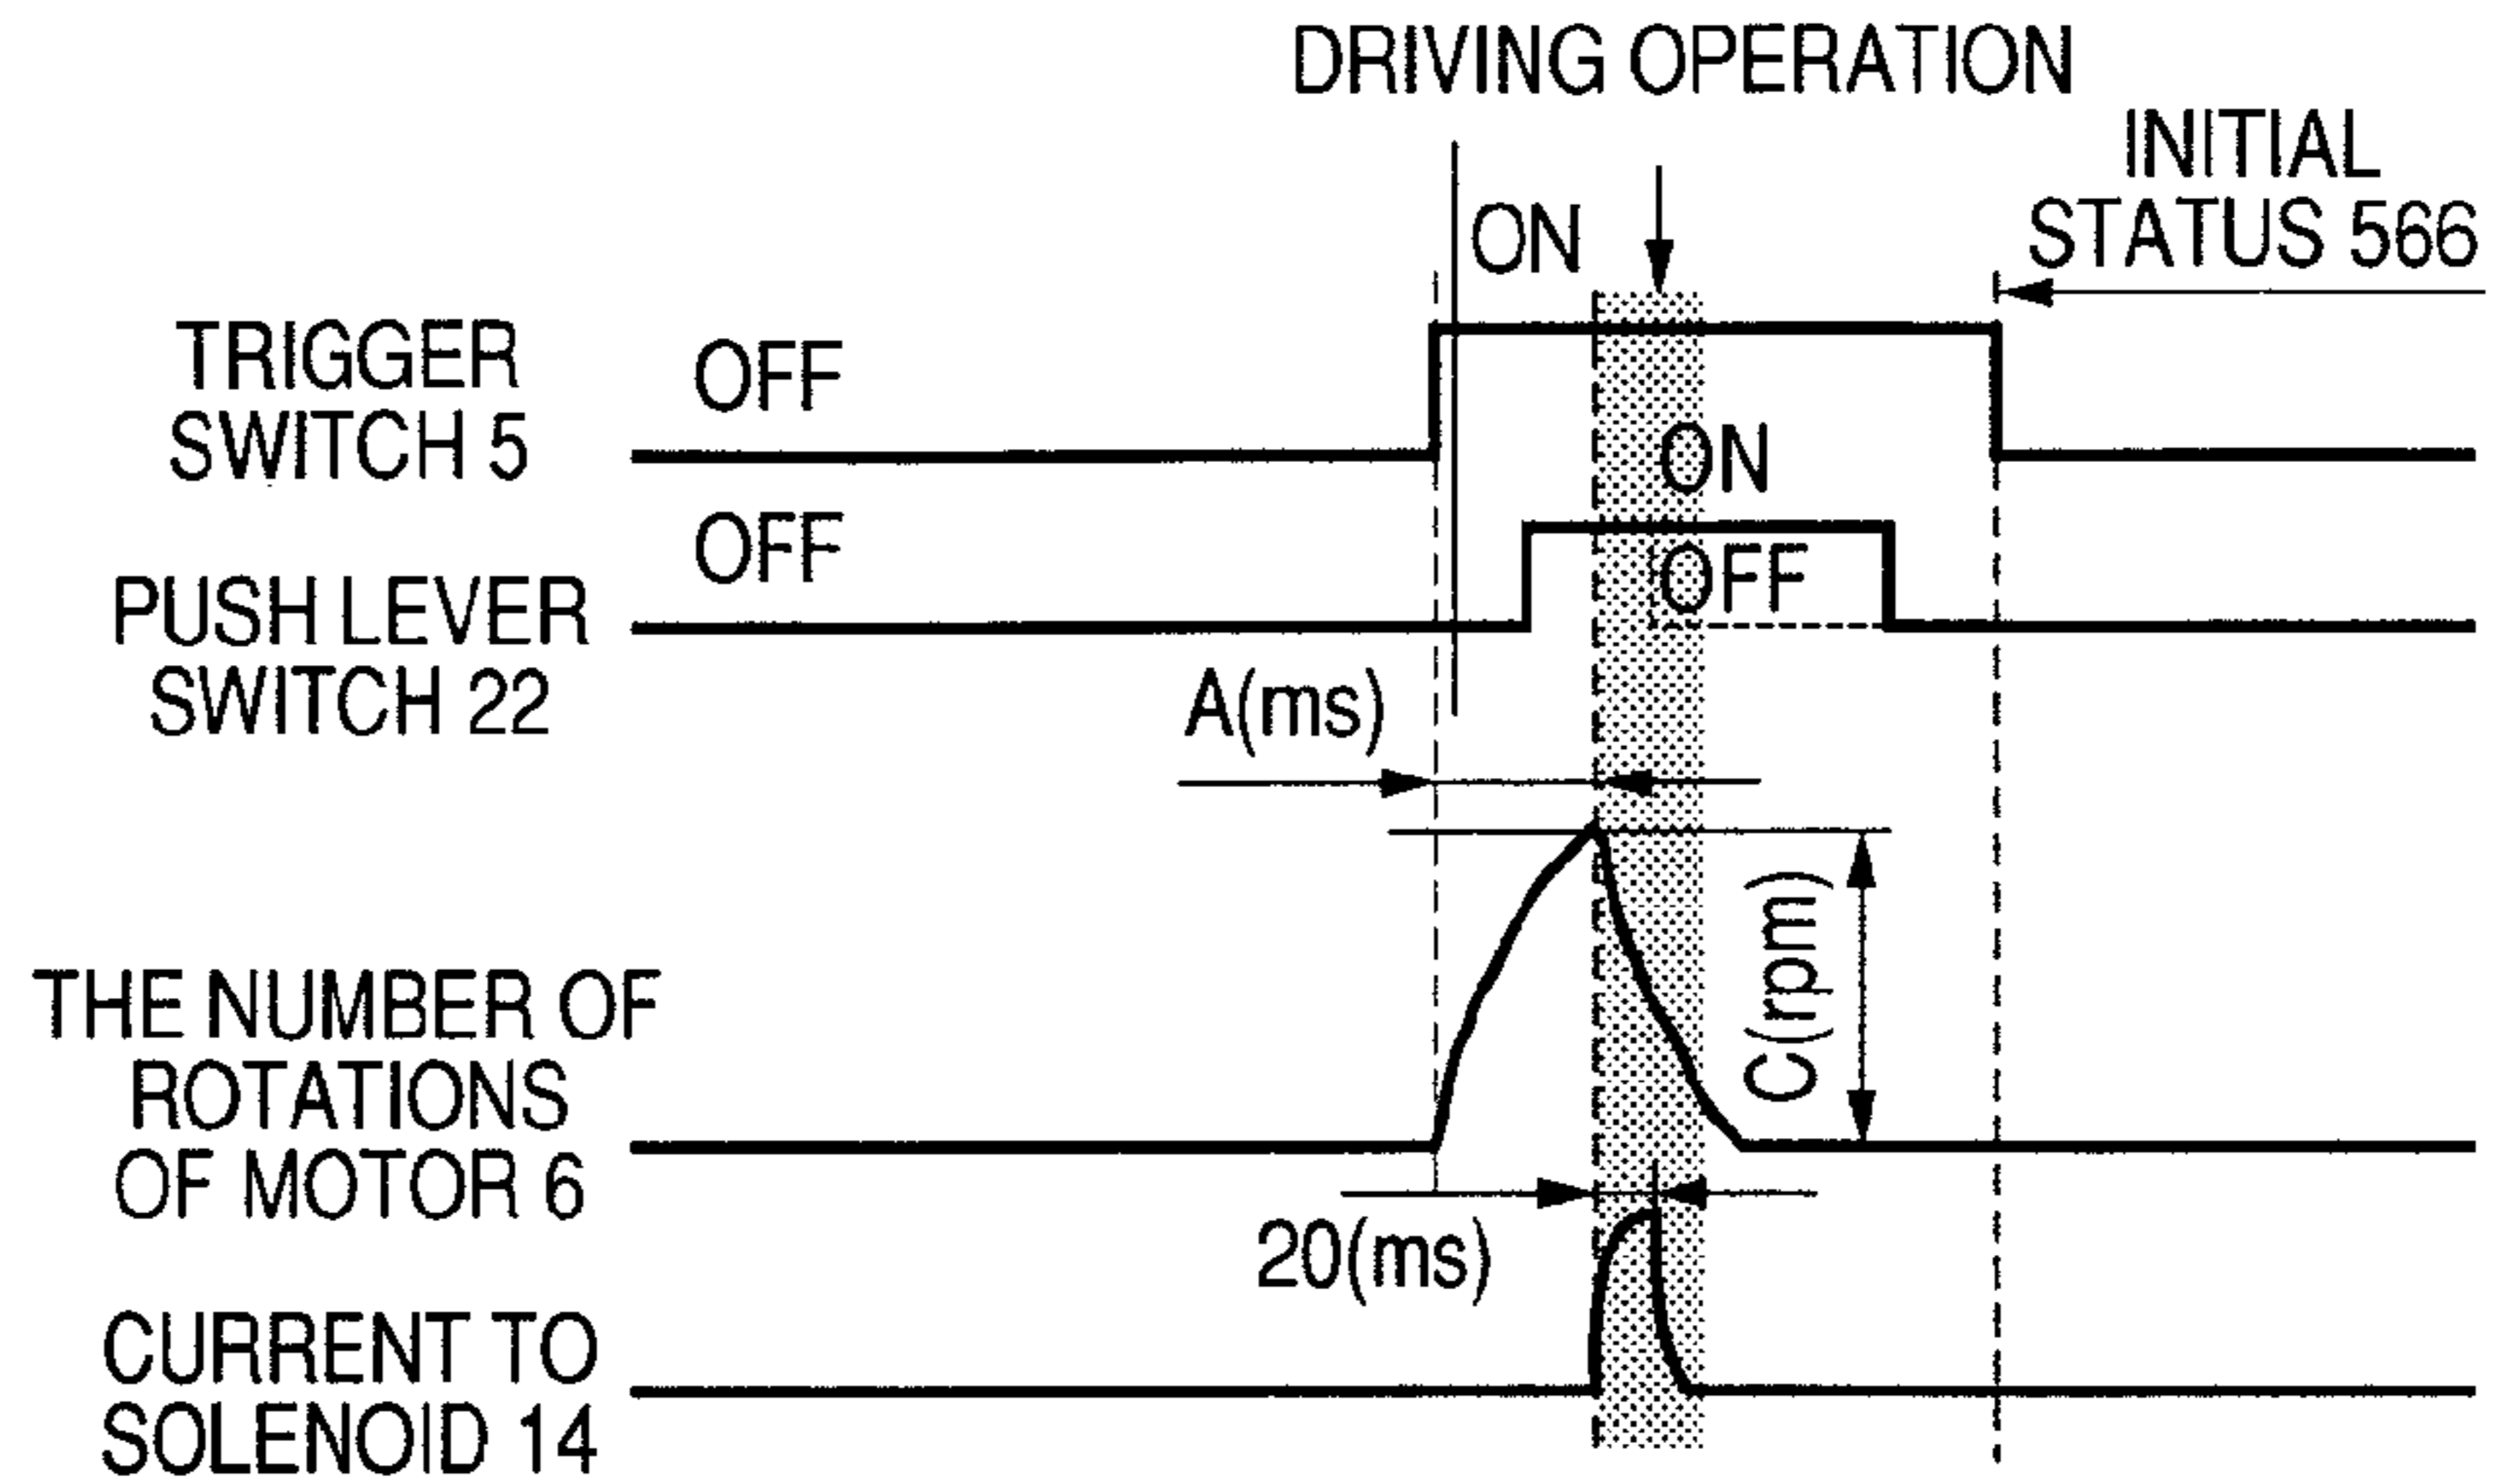 DRIVING OPERATION
INITIAL
STATUS 566
ON
TRIGGER
SWITCH 5
OFF
ON
PUSH LEVER
SWITCH 22
OFF
OFF
A(ms)
C(rpm)
THE NUMBER OF
ROTATIONS
OF MOTOR 6
20(ms)
CURRENT TO
SOLENOID 14